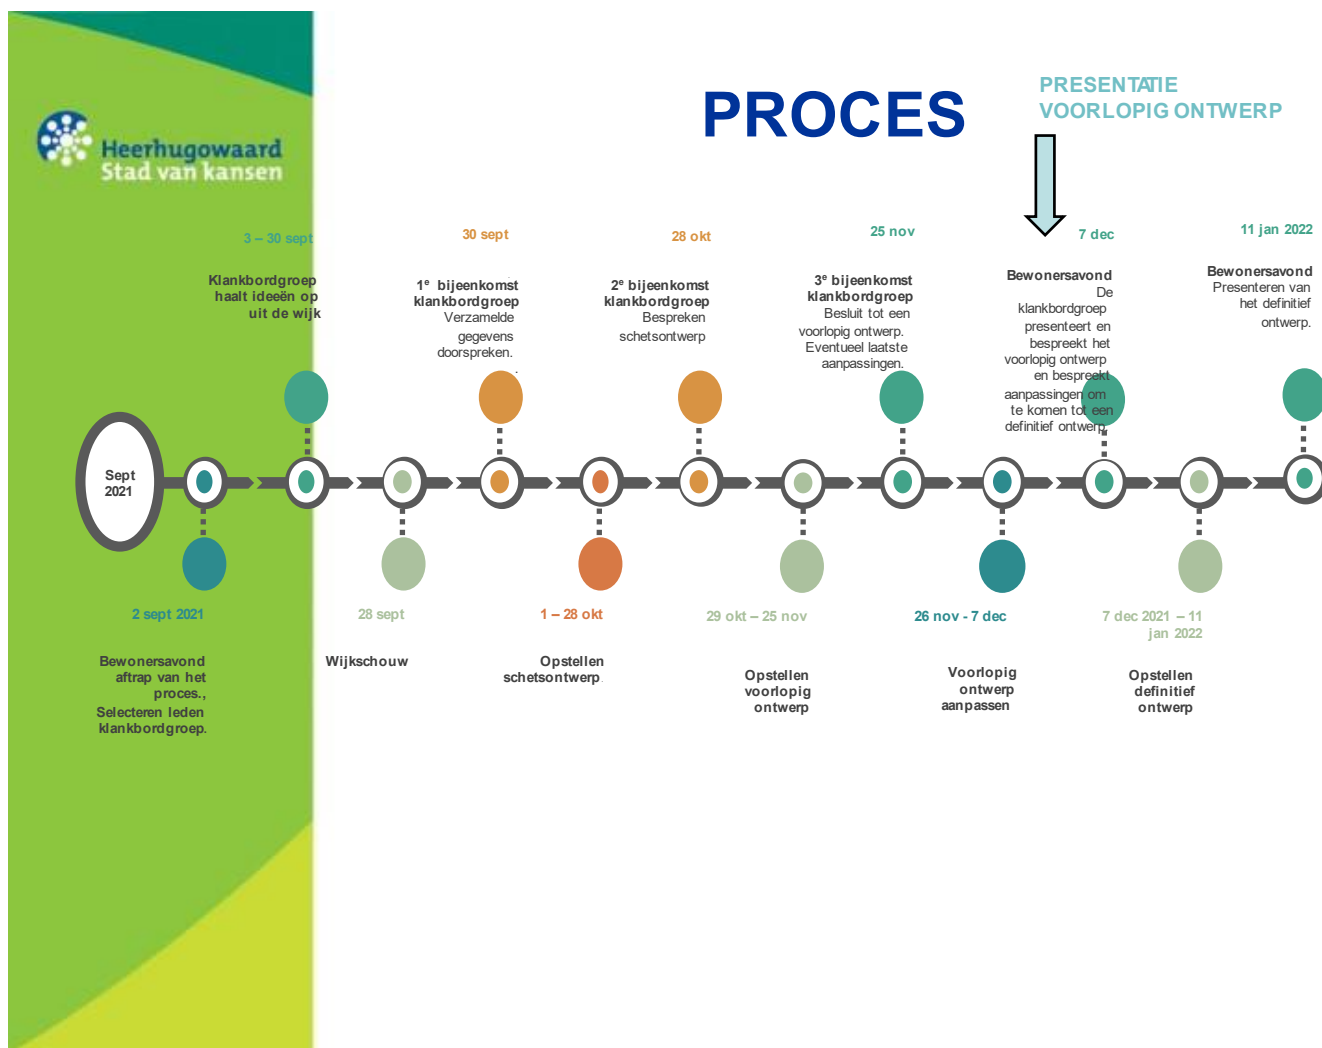 Heerhugowaard
Stad van kansen
PROCES
PRESENTATIE
VOORLOPIG ONTWERP
3 – 30 sept
Klankbordgroep
haalt ideeën op
uit de wijk
30 sept
1e bijeenkomst
klankbordgroep
Verzamelde
gegevens
doorspreken.
28 okt
2e bijeenkomst
klankbordgroep
Bespreken
schetsontwerp
25 nov
3e bijeenkomst
klankbordgroep
Besluit tot een
voorlopig ontwerp.
Eventueel laatste
aanpassingen.
7 dec
Bewonersavond
De
klankbordgroep
presenteert en
bespreekt het
voorlopig ontwerp
en bespreekt
aanpassingen om
te komen tot een
definitief ontwerp.
11 jan 2022
Bewonersavond
Presenteren van
het definitief
ontwerp.
Sept
2021
2 sept 2021
Bewonersavond
aftrap van het
proces.,
Selecteren leden
klankbordgroep.
28 sept
Wijkschouw
1 – 28 okt
Opstellen
schetsontwerp.
29 okt – 25 nov
Opstellen
voorlopig
ontwerp
26 nov - 7 dec
Voorlopig
ontwerp
aanpassen
7 dec 2021 – 11
jan 2022
Opstellen
definitief
ontwerp